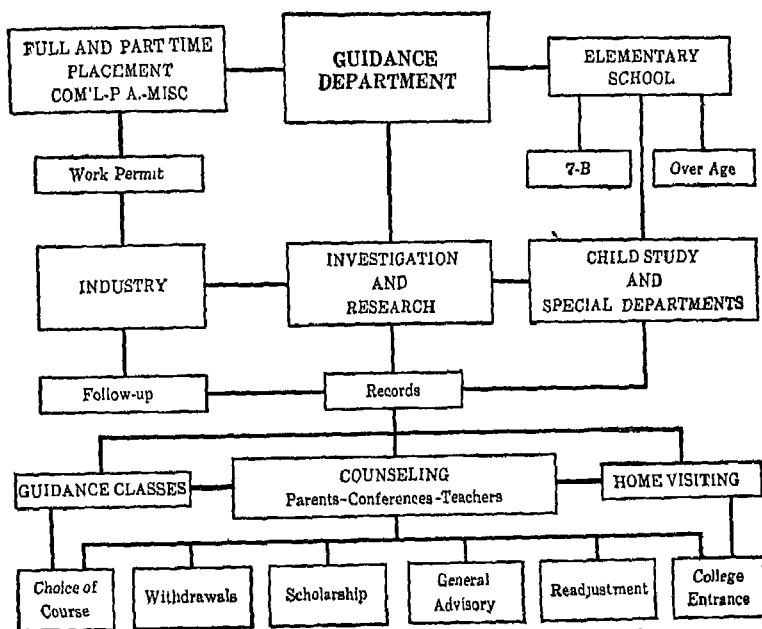 FULL AND PART TIME
PLACEMENT
COM'L-P A.-MISC
GUIDANCE
DEPARTMENT
ELEMENTARY
SCHOOL
Work Permit
7-B
Over Age
INDUSTRY
INVESTIGATION
AND
RESEARCH
CHILD STUDY
AND
SPECIAL DEPARTMENTS
Follow-up
Records
GUIDANCE CLASSES
COUNSELING
Parents-Conferences-Teachers
HOME VISITING
Choice of
Course
Withdrawals
Scholarship
General
Advisory
Readjustment
College
Entrance